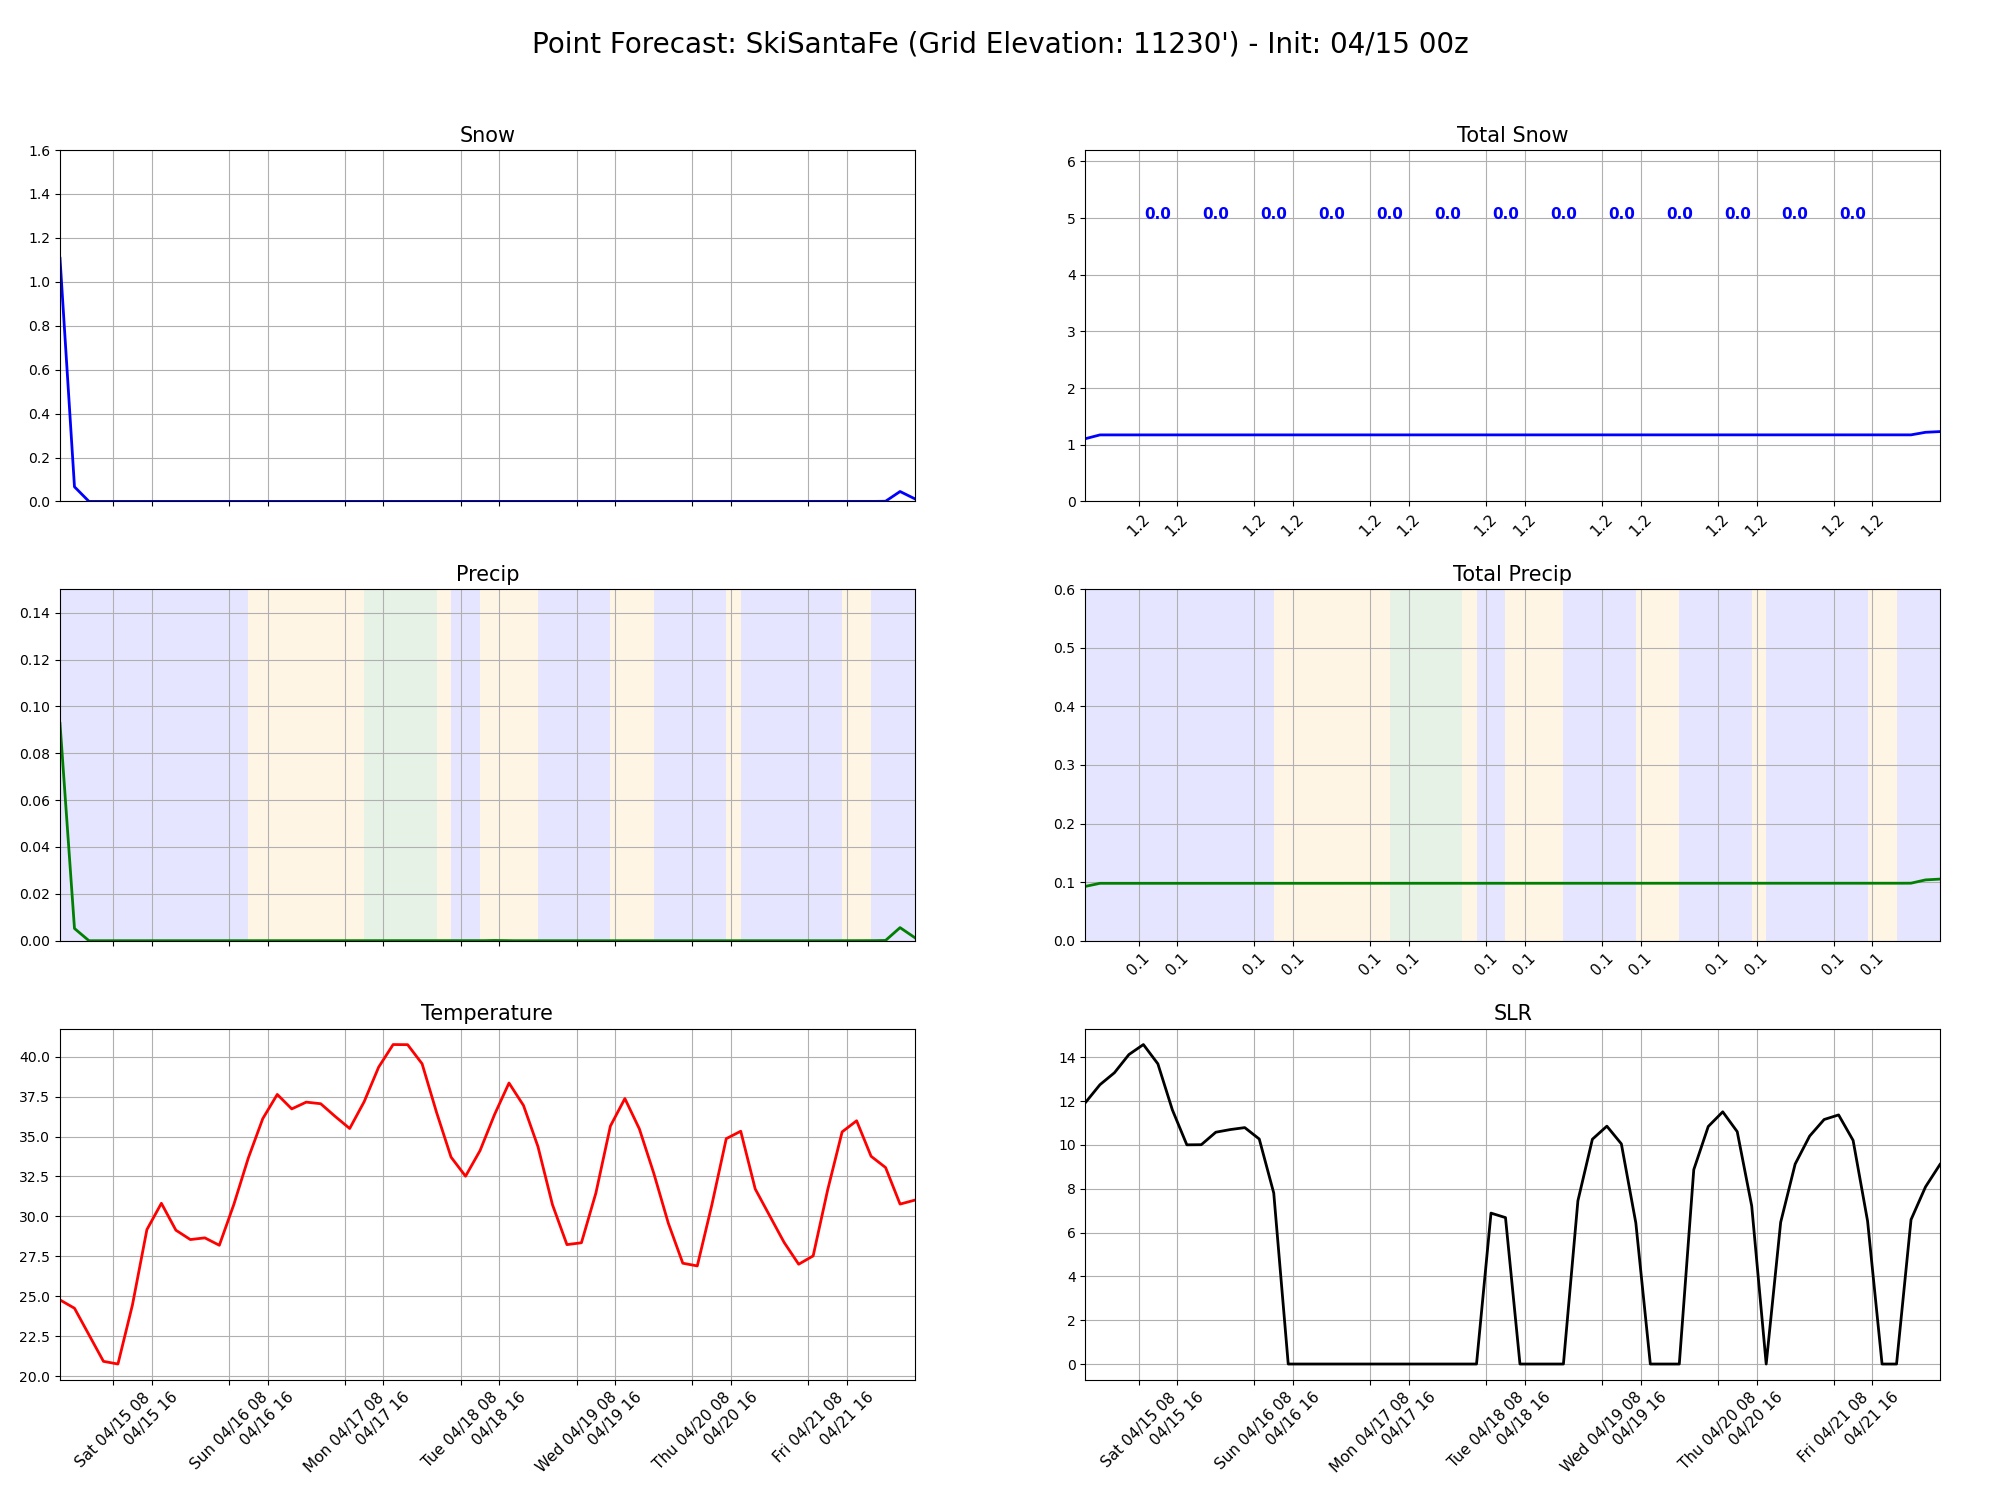 Point Forecast: SkiSantaFe (Grid Elevation: 11230') - Init: 04/15 00z
Snow
1.6
1.4
1.2
1.0
0.8
0.6
0.4
0.2
0.0
Total Snow
6
5
4
3
2
1
0
0.0 0.0 0.0 0.0 0.0 0.0 0.0 0.0 0.0 0.0 0.0 0.0 0.0
1.2 1.2 1.2 1.2 1.2 1.2 1.2 1.2 1.2 1.2 1.2 1.2 1.2 1.2
Precip
0.14
0.12
0.10
0.08
0.06
0.04
0.02
0.00
Total Precip
0.6
0.5
0.4
0.3
0.2
0.1
0.0
0.1 0.1 0.1 0.1 0.1 0.1 0.1 0.1 0.1 0.1 0.1 0.1 0.1 0.1
Temperature
40.0
37.5
35.0
32.5
30.0
27.5
25.0
22.5
20.0
Sat 04/15 08
04/15 16
Sun 04/16 08
04/16 16
Mon 04/17 08
04/17 16
Tue 04/18 08
04/18 16
Wed 04/19 08
04/19 16
Thu 04/20 08
04/20 16
Fri 04/21 08
04/21 16
SLR
14
12
10
8
6
4
2
0
Sat 04/15 08
04/15 16
Sun 04/16 08
04/16 16
Mon 04/17 08
04/17 16
Tue 04/18 08
04/18 16
Wed 04/19 08
04/19 16
Thu 04/20 08
04/20 16
Fri 04/21 08
04/21 16